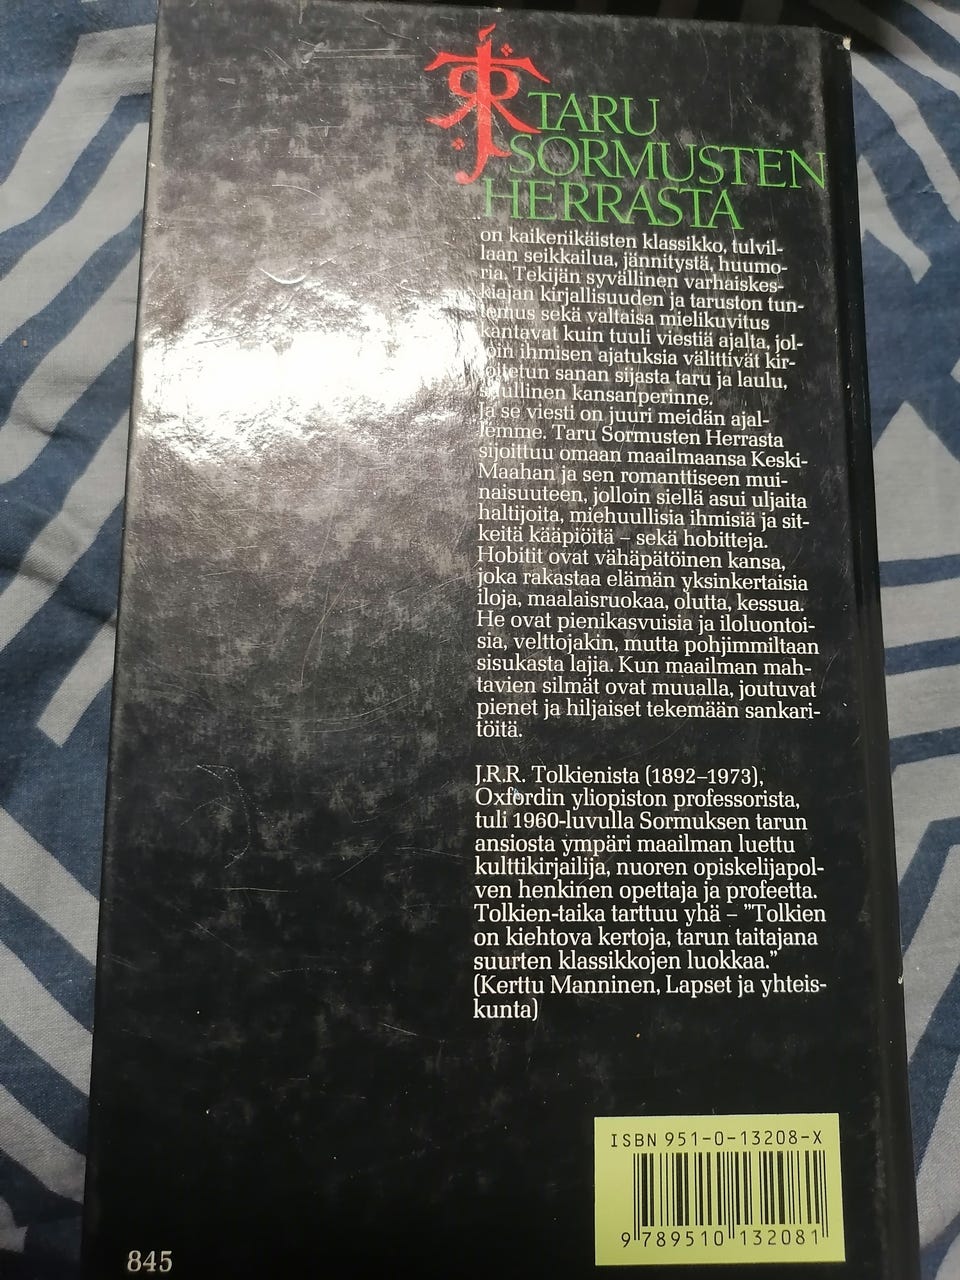 TARU
SORMUSTEN
HERRASTA
on kaikenikäisten klassikko, tulvil-
laan seikkailua, jännitystä, huumo-
ria. Tekijän syvällinen varhaiskes-
kiajan kirjallisuuden ja taruston tun-
temus sekä valtaisa mielikuvitus
kantavat kuin tuuli viestiä ajalta, jol-
loin ihmisen ajatuksia välittivät kir-
joitetun sanan sijasta taru ja laulu,
suullinen kansanperinne.
Ja se viesti on juuri meidän ajal-
lemme. Taru Sormusten Herrasta
sijoittuu omaan maailmaansa Keski-
Maahan ja sen romanttiseen mui-
naisuuteen, jolloin siellä asui uljaita
haltijoita, miehuullisia ihmisiä ja sit-
keitä kääpiöitä – sekä hobitteja.
Hobitit ovat vähäpätöinen kansa,
joka rakastaa elämän yksinkertaisia
iloja, maalaisruokaa, olutta, kessua.
He ovat pienikasvuisia ja iloluontoi-
sia, velttojakin, mutta pohjimmiltaan
sisukasta lajia. Kun maailman mah-
tavien silmät ovat muualla, joutuvat
pienet ja hiljaiset tekemään sankari-
töitä.
J.R.R. Tolkienista (1892–1973),
Oxfordin yliopiston professorista,
tuli 1960-luvulla Sormuksen tarun
ansiosta ympäri maailman luettu
kulttikirjailija, nuoren opiskelijapol-
ven henkinen opettaja ja profeetta.
Tolkien-taika tarttuu yhä – ”Tolkien
on kiehtova kertoja, tarun taitajana
suurten klassikkojen luokkaa.”
(Kerttu Manninen, Lapset ja yhteis-
kunta)
ISBN 951-0-13208-X
9 789510 132081
845